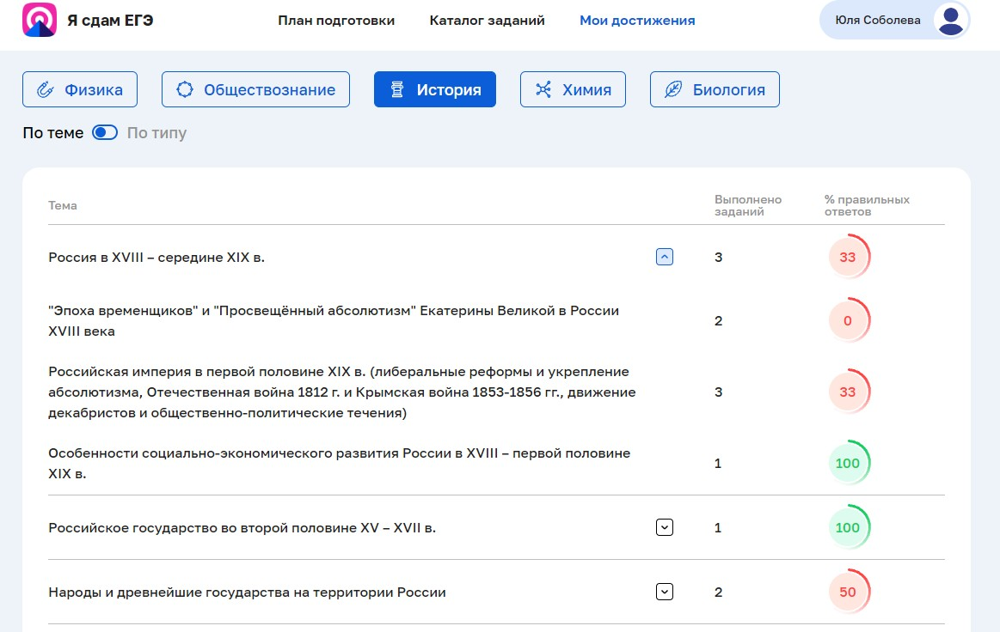 Я сдам ЕГЭ
План подготовки
Каталог заданий
Мои достижения
Юля Соболева
Физика
Обществознание
История
Химия
Биология
По теме
По типу
Тема
Выполнено
заданий
% правильных
ответов
Россия в XVIII – середине XIX в.
3
33
"Эпоха временщиков" и "Просвещённый абсолютизм" Екатерины Великой в России
XVIII века
2
0
Российская империя в первой половине XIX в. (либеральные реформы и укрепление
абсолютизма, Отечественная война 1812 г. и Крымская война 1853-1856 гг., движение
декабристов и общественно-политические течения)
3
33
Особенности социально-экономического развития России в XVIII – первой половине
XIX в.
1
100
Российское государство во второй половине XV – XVII в.
1
100
Народы и древнейшие государства на территории России
2
50